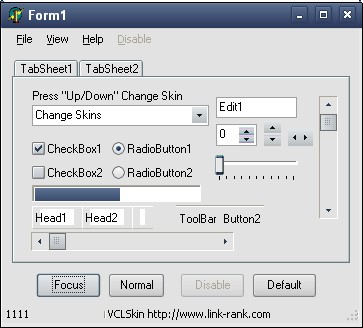 Form1
File View Help Disable
TabSheet1 TabSheet2
Press "Up/Down" Change Skin
Change Skins
Edit1
0
CheckBox1 RadioButton1
CheckBox2 RadioButton2
Head1 Head2 ToolBar Button2
Focus Normal Disable Default
1111 VCLSkin http://www.link-rank.com